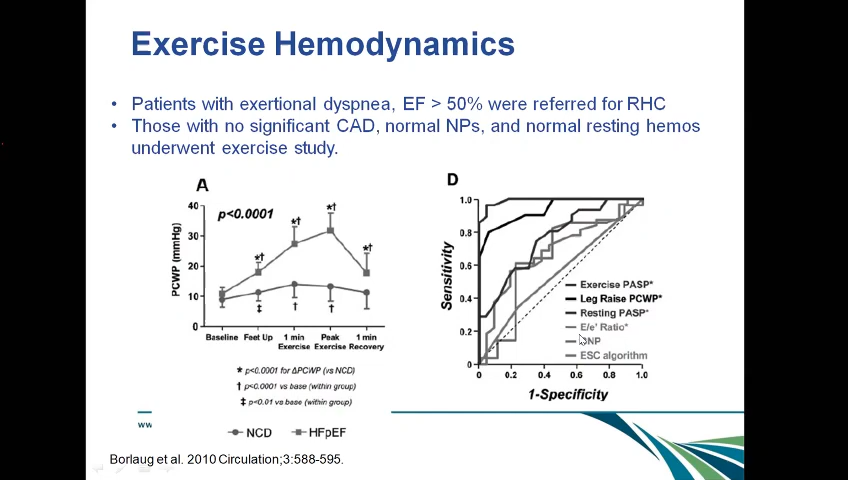 Exercise Hemodynamics
• Patients with exertional dyspnea, EF > 50% were referred for RHC
• Those with no significant CAD, normal NPs, and normal resting hemos
underwent exercise study.
A
p<0.0001
PCWP (mmHg)
40
30
20
10
0
*†
*†
*†
*†
‡
†
†
Baseline
Feet Up
1 min
Exercise
Peak
Exercise
1 min
Recovery
* p<0.0001 for ΔPCWP (vs NCD)
† p<0.0001 vs base (within group)
‡ p<0.01 vs base (within group)
NCD
HFpEF
D
Sensitivity
1.0
0.8
0.6
0.4
0.2
0
Exercise PASP*
Leg Raise PCWP*
Resting PASP*
E/e' Ratio*
NP
ESC algorithm
0 0.2 0.4 0.6 0.8 1.0
1-Specificity
ww
Borlaug et al. 2010 Circulation;3:588-595.